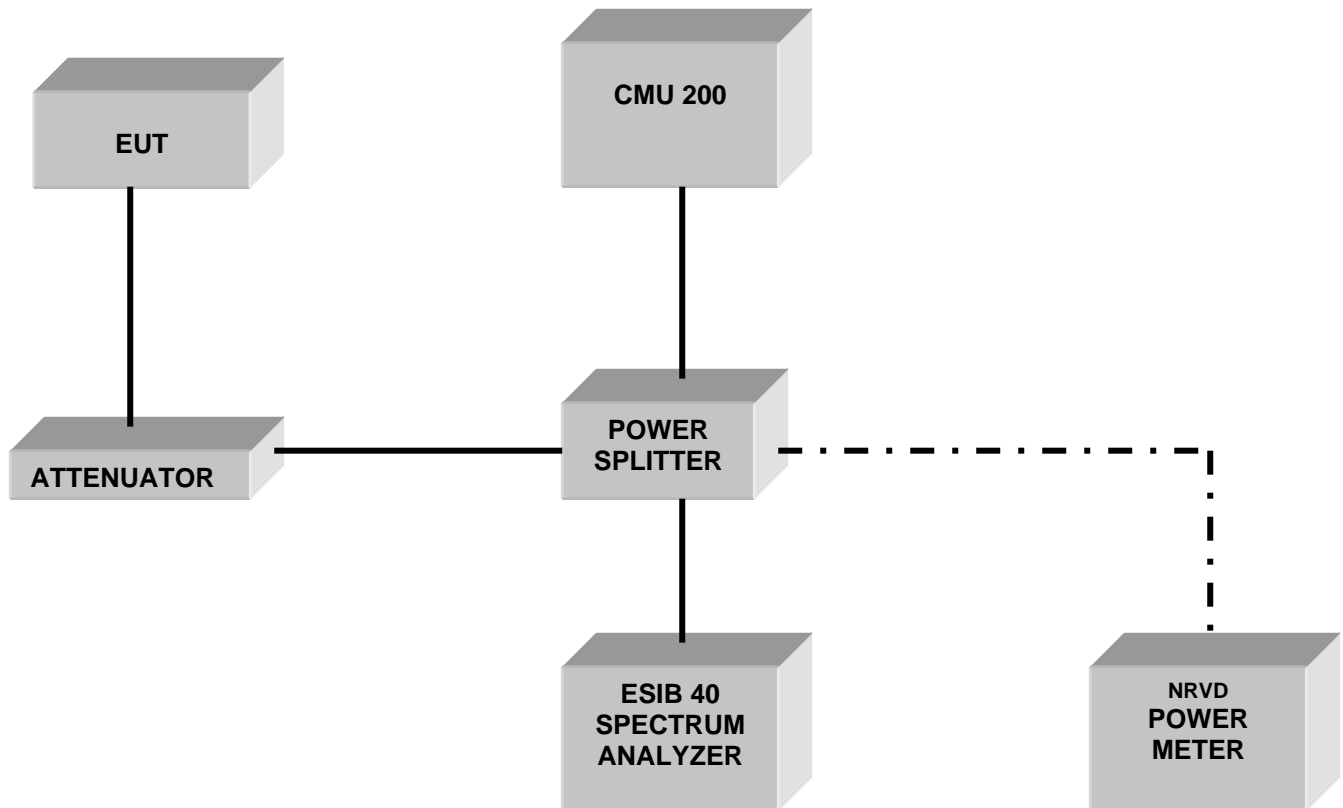 CMU 200
EUT
POWER
SPLITTER
ATTENUATOR
ESIB 40
SPECTRUM
ANALYZER
NRVD
POWER
METER